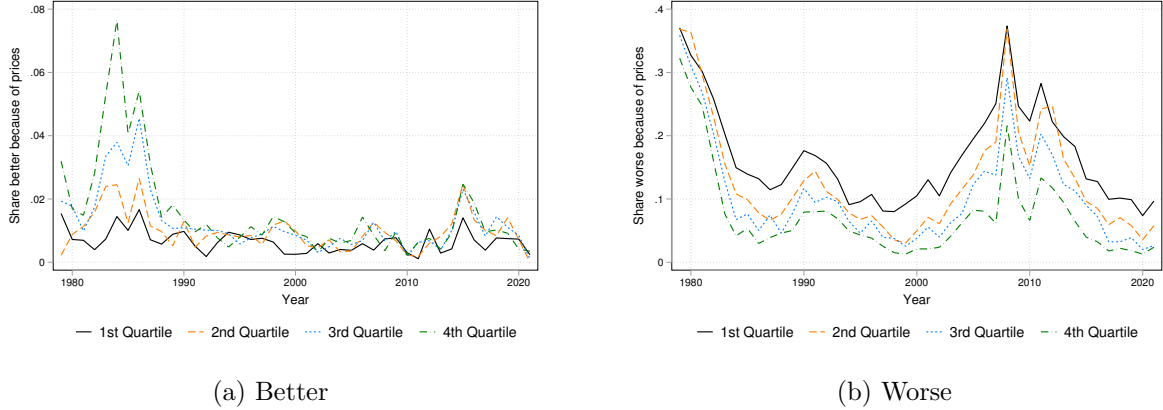 .08
.06
.04
.02
0
Share better because of prices
1980 1990 2000 2010 2020
Year
1st Quartile 2nd Quartile 3rd Quartile 4th Quartile
(a) Better
.4
.3
.2
.1
0
Share worse because of prices
1980 1990 2000 2010 2020
Year
1st Quartile 2nd Quartile 3rd Quartile 4th Quartile
(b) Worse